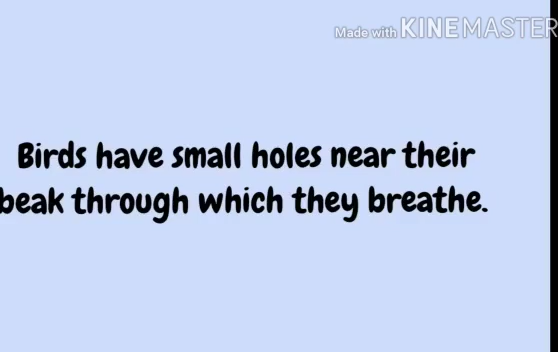 Made with KINEMASTER
Birds have small holes near their
beak through which they breathe.